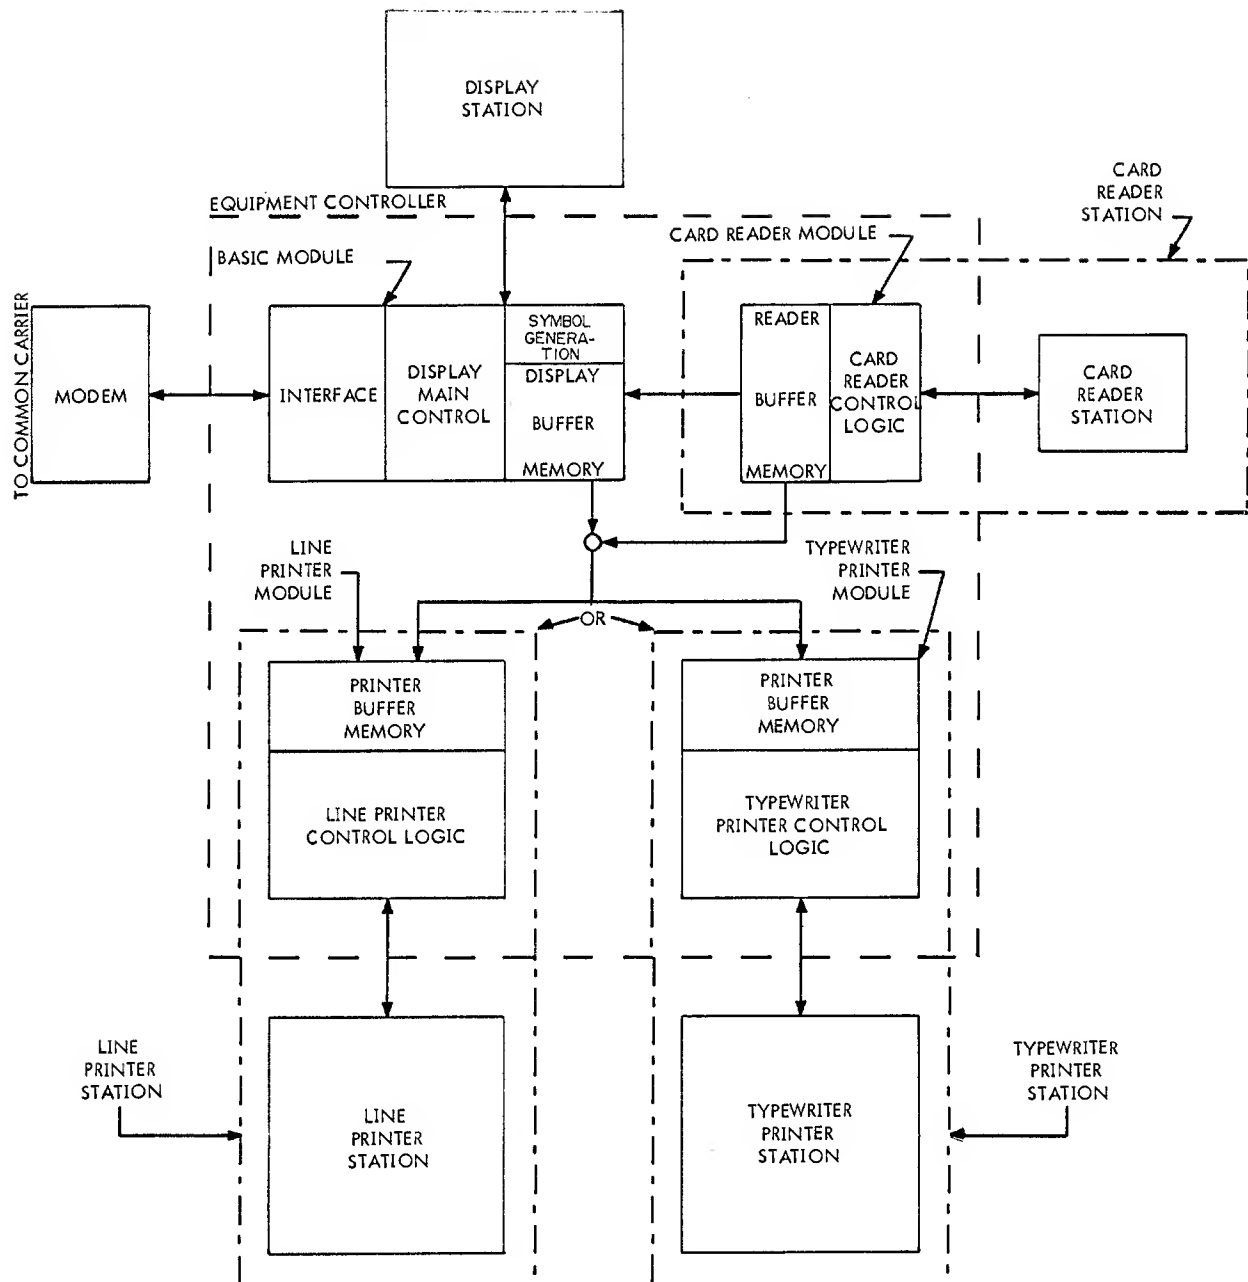 DISPLAY
STATION
EQUIPMENT CONTROLLER
CARD
READER
STATION
BASIC MODULE
CARD READER MODULE
TO COMMON CARRIER
MODEM
INTERFACE
DISPLAY
MAIN
CONTROL
SYMBOL
GENERA-
TION
DISPLAY
BUFFER
MEMORY
READER
BUFFER
MEMORY
CARD
READER
CONTROL
LOGIC
CARD
READER
STATION
LINE
PRINTER
MODULE
TYPEWRITER
PRINTER
MODULE
OR
PRINTER
BUFFER
MEMORY
LINE PRINTER
CONTROL LOGIC
PRINTER
BUFFER
MEMORY
TYPEWRITER
PRINTER CONTROL
LOGIC
LINE
PRINTER
STATION
LINE
PRINTER
STATION
TYPEWRITER
PRINTER
STATION
TYPEWRITER
PRINTER
STATION